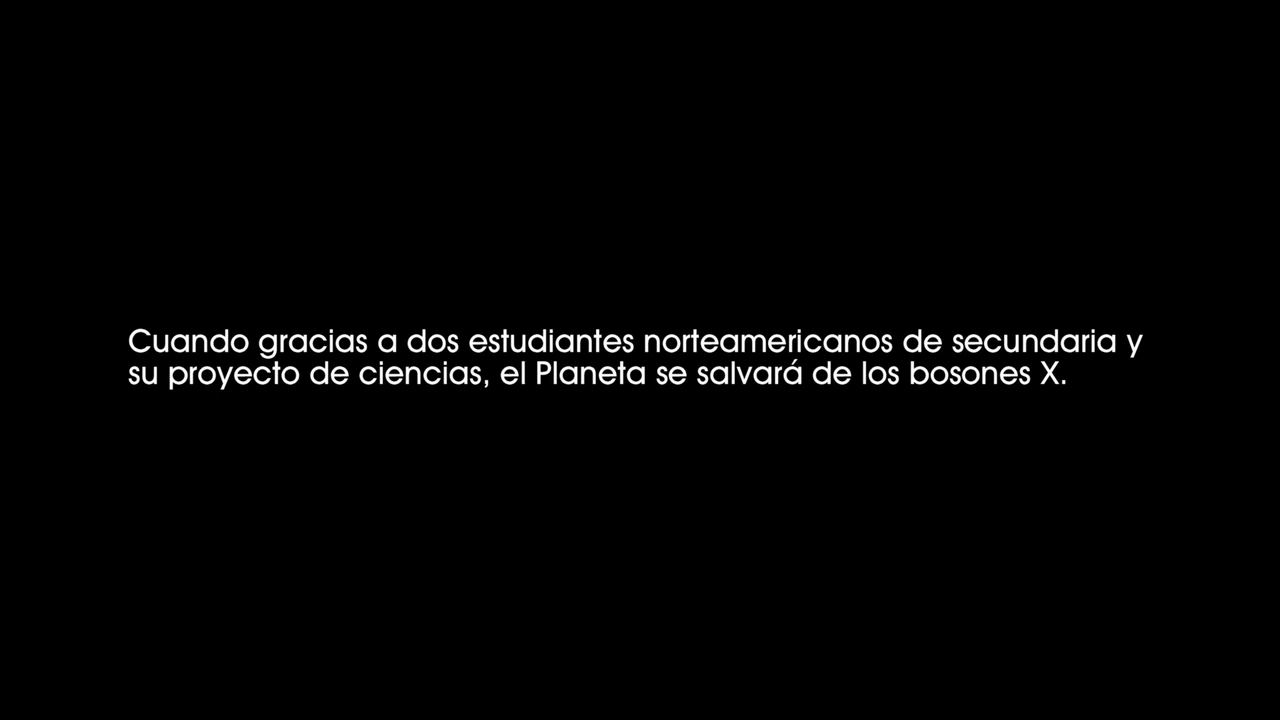 Cuando gracias a dos estudiantes norteamericanos de secundaria y
su proyecto de ciencias, el Planeta se salvará de los bosones X.